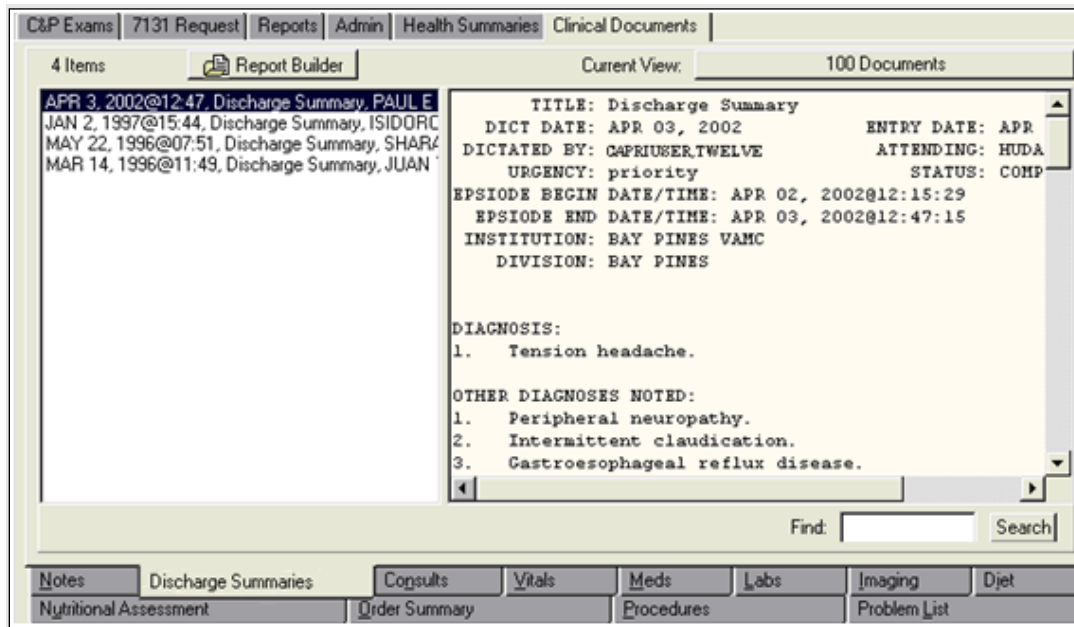 C&P Exams 7131 Request Reports Admin Health Summaries Clinical Documents
4 Items Report Builder Current View: 100 Documents
APR 3, 2002@12:47, Discharge Summary, PAUL E
JAN 2, 1997@15:44, Discharge Summary, ISIDORC
MAY 22, 1996@07:51, Discharge Summary, SHARA
MAR 14, 1996@11:49, Discharge Summary, JUAN
TITLE: Discharge Summary
DICT DATE: APR 03, 2002 ENTRY DATE: APR
DICTATED BY: CAPRIUSER,TWELVE ATTENDING: HUDA
URGENCY: priority STATUS: COMP
EPSIODE BEGIN DATE/TIME: APR 02, 2002@12:15:29
EPSIODE END DATE/TIME: APR 03, 2002@12:47:15
INSTITUTION: BAY PINES VAMC
DIVISION: BAY PINES
DIAGNOSIS:
1. Tension headache.
OTHER DIAGNOSES NOTED:
1. Peripheral neuropathy.
2. Intermittent claudication.
3. Gastroesophageal reflux disease.
Find: Search
Notes Discharge Summaries Consults Vitals Meds Labs Imaging Diet
Nutritional Assessment Order Summary Procedures Problem List